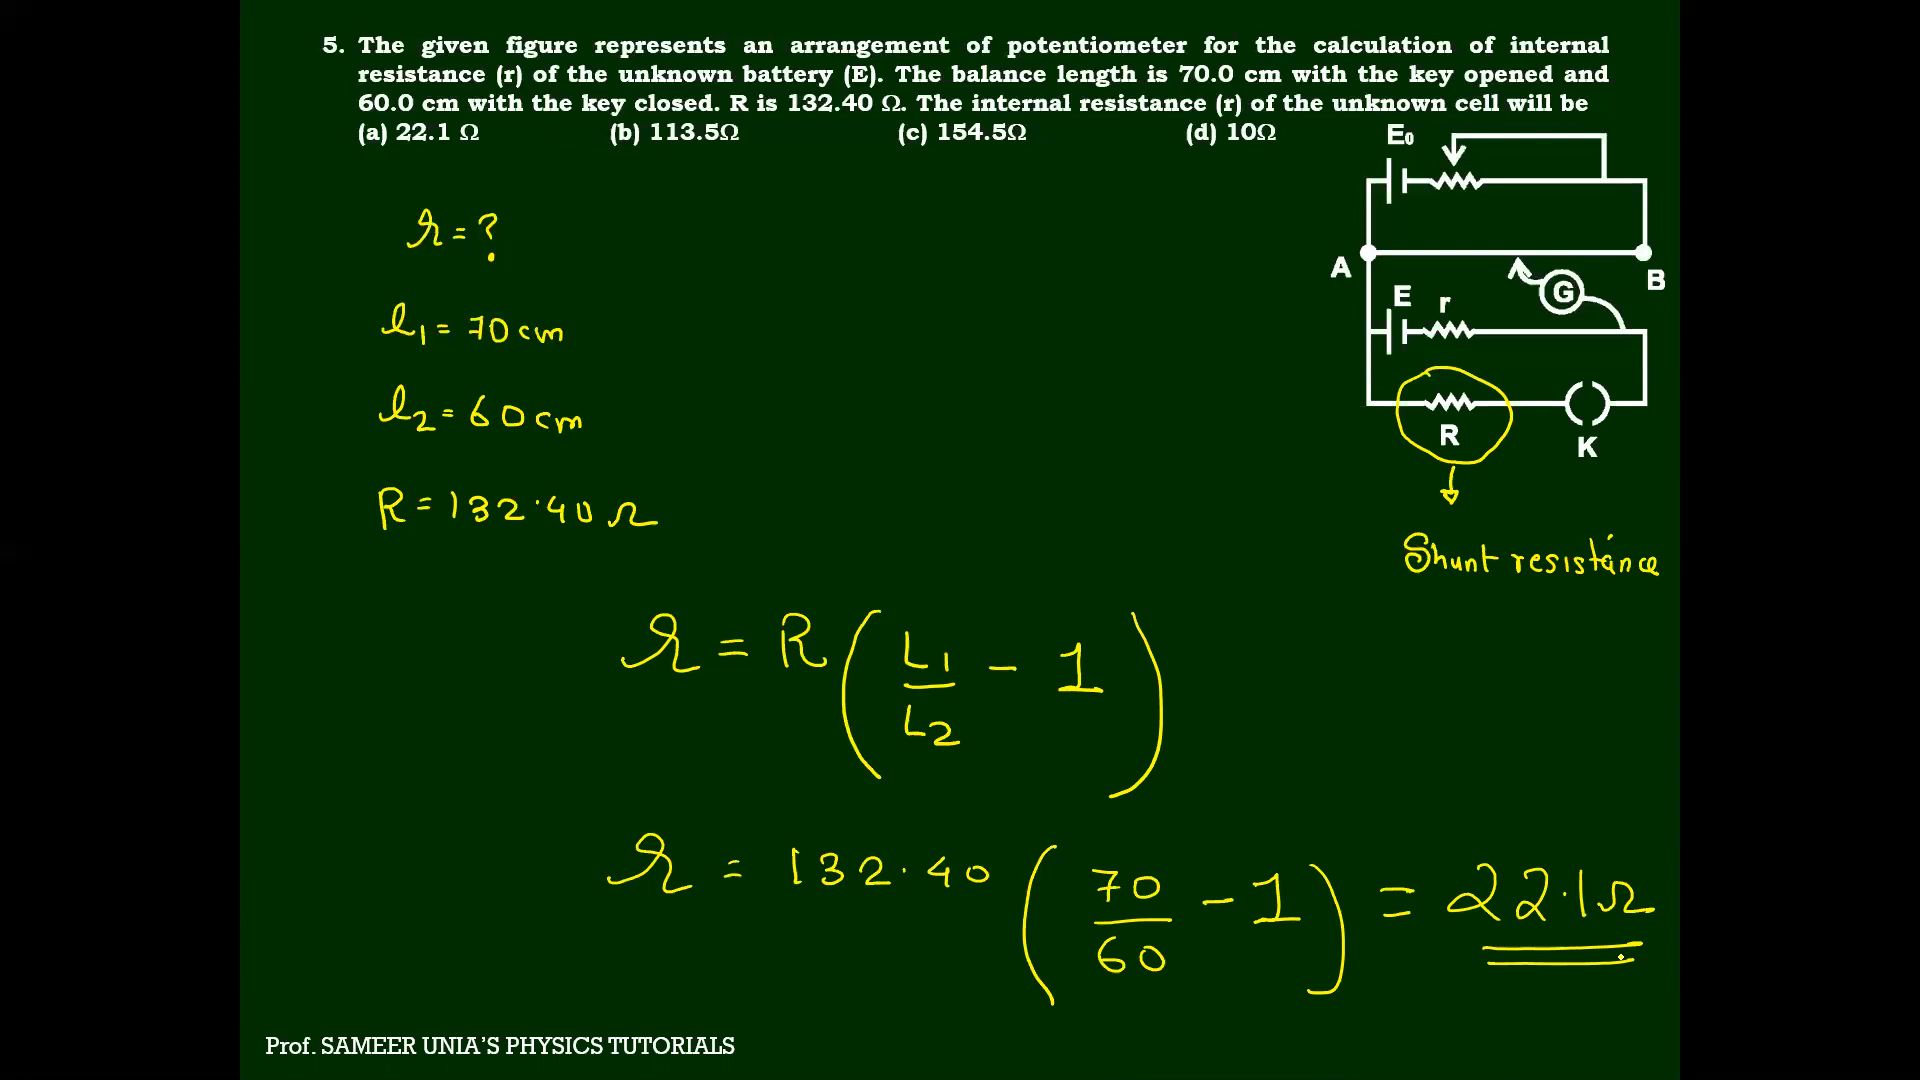 5. The given figure represents an arrangement of potentiometer for the calculation of internal
resistance (r) of the unknown battery (E). The balance length is 70.0 cm with the key opened and
60.0 cm with the key closed. R is 132.40 Ω. The internal resistance (r) of the unknown cell will be
(a) 22.1 Ω (b) 113.5Ω (c) 154.5Ω (d) 10Ω
E₀
A
B
G
E r
R
K
r = ?
l₁ = 70 cm
l₂ = 60 cm
R = 132.40 Ω
Shunt resistance
r = R ( L₁ / L₂ - 1 )
r = 132.40 ( 70 / 60 - 1 ) = 22.1 Ω
Prof. SAMEER UNIA'S PHYSICS TUTORIALS